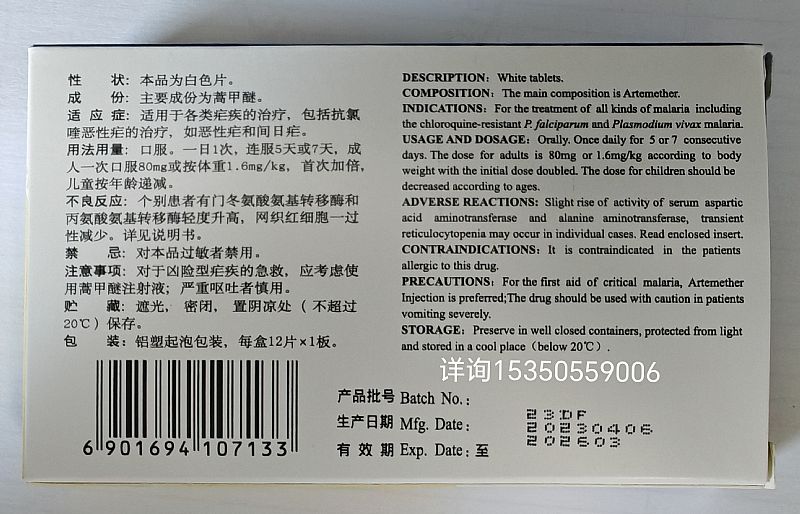 性　　状：本品为白色片。
成　　份：主要成份为蒿甲醚。
适 应 症：适用于各类疟疾的治疗，包括抗氯
喹恶性疟的治疗，如恶性疟和间日疟。
用法用量：口服。一日1次，连服5天或7天，成
人一次口服80mg或按体重1.6mg/kg，首次加倍，
儿童按年龄递减。
不良反应：个别患者有门冬氨酸氨基转移酶和
丙氨酸氨基转移酶轻度升高，网织红细胞一过
性减少。详见说明书。
禁　　忌：对本品过敏者禁用。
注意事项：对于凶险型疟疾的急救，应考虑使
用蒿甲醚注射液；严重呕吐者慎用。
贮　　藏：遮光，密闭，置阴凉处（不超过
20℃）保存。
包　　装：铝塑起泡包装，每盒12片×1板。
6 901694 107133
DESCRIPTION: White tablets.
COMPOSITION: The main composition is Artemether.
INDICATIONS: For the treatment of all kinds of malaria including
the chloroquine-resistant P. falciparum and Plasmodium vivax malaria.
USAGE AND DOSAGE: Orally. Once daily for 5 or 7 consecutive
days. The dose for adults is 80mg or 1.6mg/kg according to body
weight with the initial dose doubled. The dose for children should be
decreased according to ages.
ADVERSE REACTIONS: Slight rise of activity of serum aspartic
acid aminotransferase and alanine aminotransferase, transient
reticulocytopenia may occur in individual cases. Read enclosed insert.
CONTRAINDICATIONS: It is contraindicated in the patients
allergic to this drug.
PRECAUTIONS: For the first aid of critical malaria, Artemether
Injection is preferred;The drug should be used with caution in patients
vomiting severely.
STORAGE: Preserve in well closed containers, protected from light
and stored in a cool place（below 20℃）.
详询15350559006
产品批号 Batch No.: 23DF
生产日期 Mfg. Date: 20230406
有 效 期 Exp. Date: 至 202603